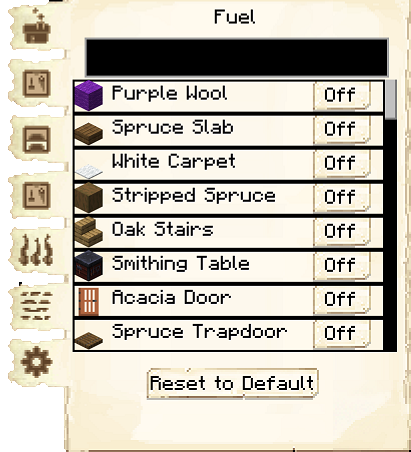 Fuel
Purple Wool Off
Spruce Slab Off
White Carpet Off
Stripped Spruce Off
Oak Stairs Off
Smithing Table Off
Acacia Door Off
Spruce Trapdoor Off
Reset to Default